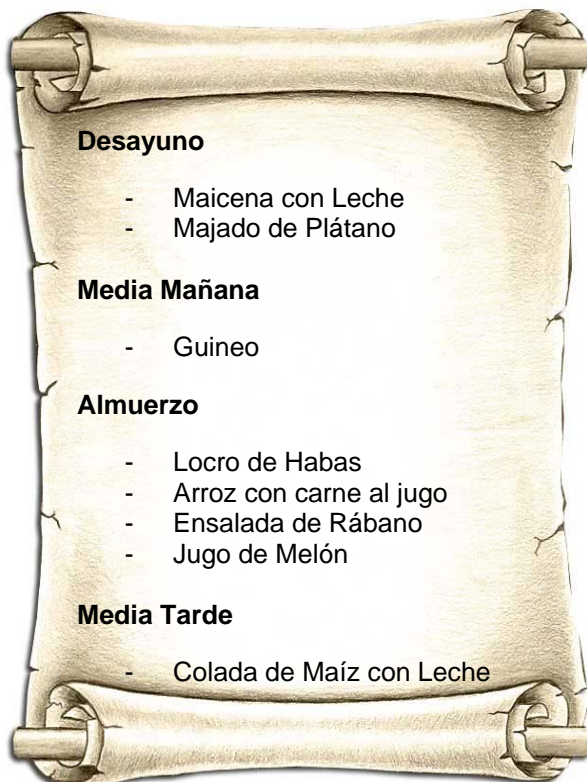 Desayuno
- Maicena con Leche
- Majado de Plátano
Media Mañana
- Guineo
Almuerzo
- Locro de Habas
- Arroz con carne al jugo
- Ensalada de Rábano
- Jugo de Melón
Media Tarde
- Colada de Maíz con Leche